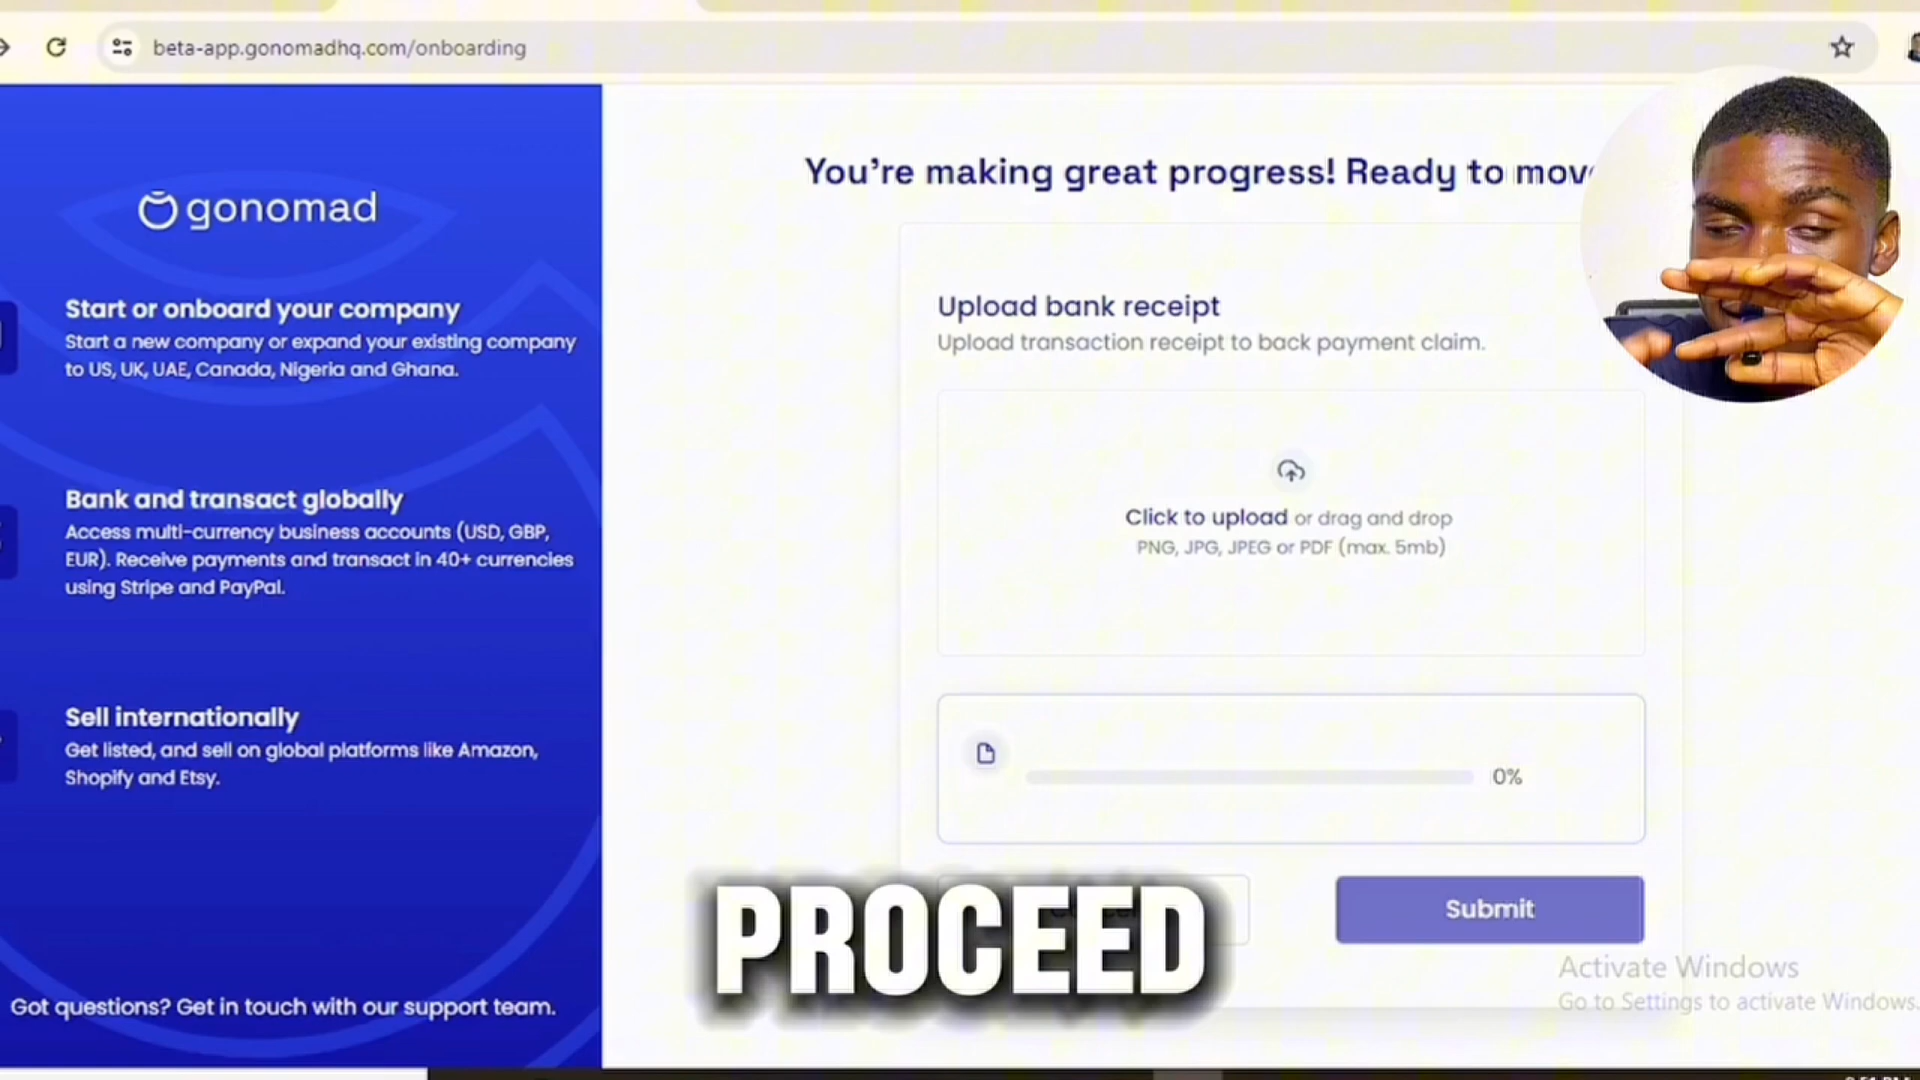 beta-app.gonomadhq.com/onboarding
gonomad
You're making great progress! Ready to
Start or onboard your company
Start a new company or expand your existing company
to US, UK, UAE, Canada, Nigeria and Ghana.
Upload bank receipt
Upload transaction receipt to back payment claim.
Bank and transact globally
Access multi-currency business accounts (USD, GBP,
EUR). Receive payments and transact in 40+ currencies
using Stripe and PayPal.
Click to upload or drag and drop
PNG, JPG, JPEG or PDF (max. 5mb)
Sell internationally
Get listed, and sell on global platforms like Amazon,
Shopify and Etsy.
0%
PROCEED
Submit
Activate Windows
Go to Settings to activate Windows.
Got questions? Get in touch with our support team.